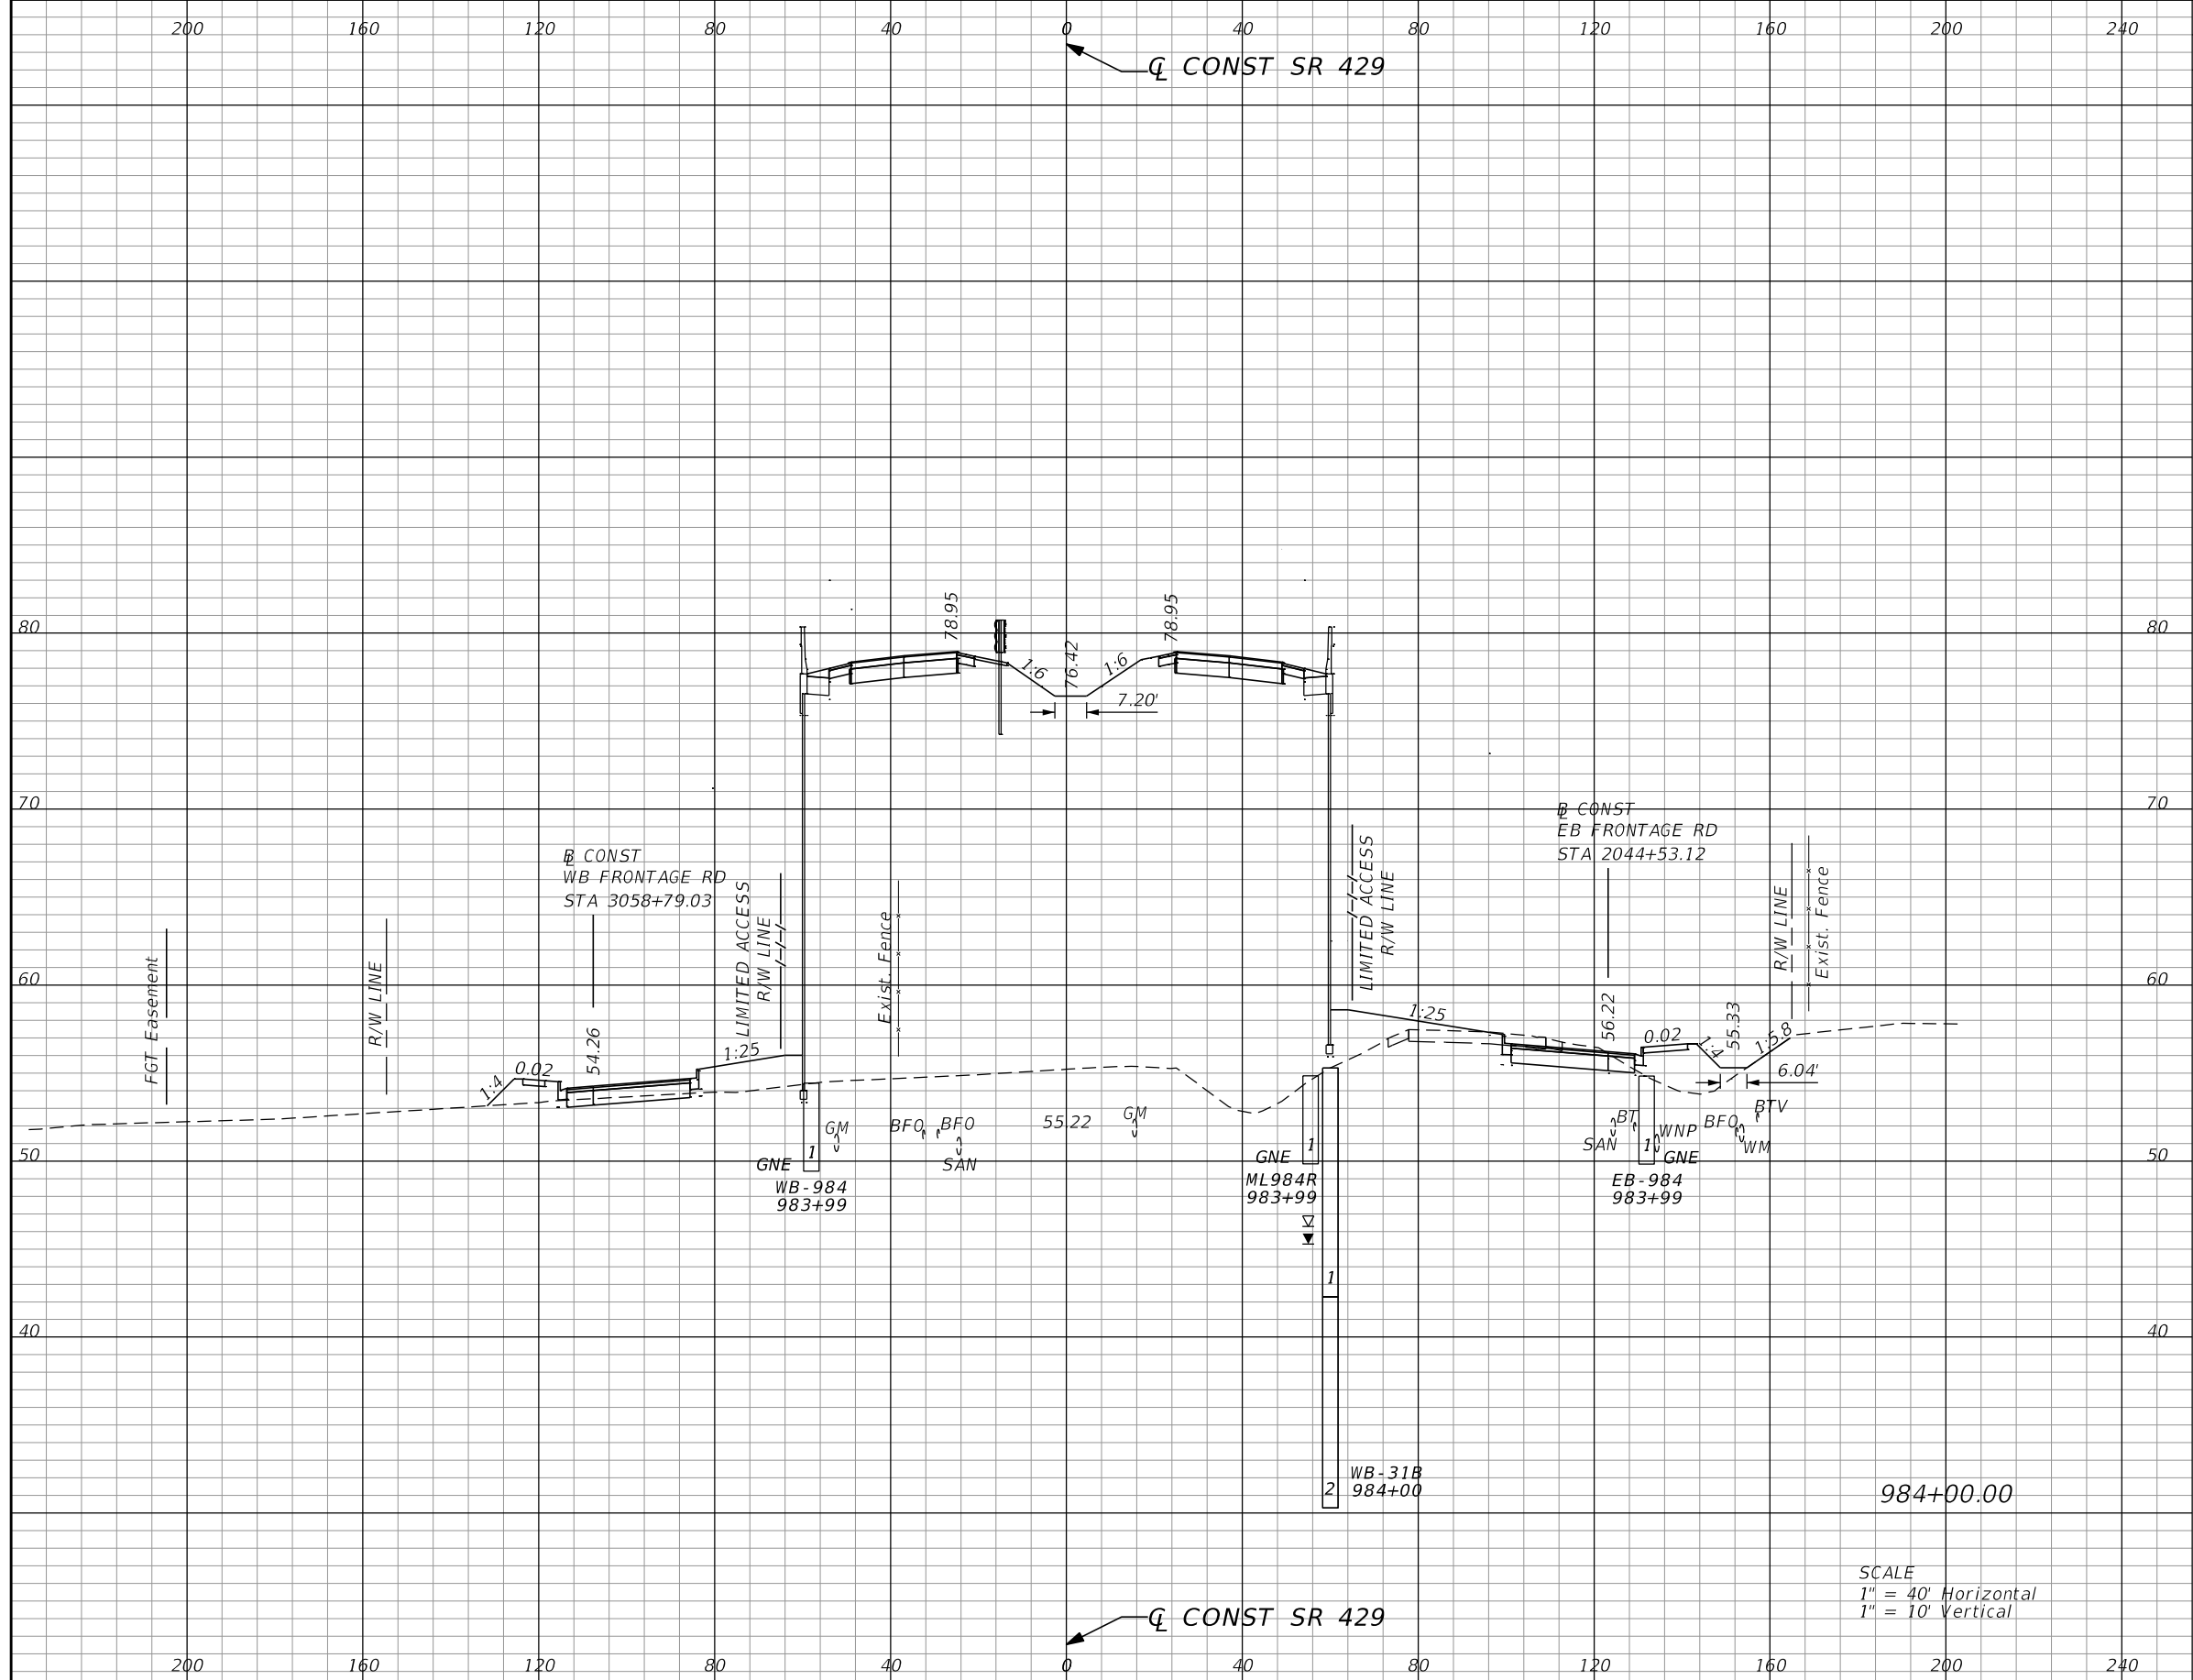 200 160 120 80 40 0 40 80 120 160 200 240
℄ CONST SR 429
80 80
78.95
78.95
76.42
1:6
1:6
7.20'
70 70
B CONST
WB FRONTAGE RD
STA 3058+79.03
B CONST
EB FRONTAGE RD
STA 2044+53.12
60 60
FGT Easement
R/W LINE
LIMITED ACCESS
R/W LINE
Exist. Fence
LIMITED ACCESS
R/W LINE
R/W LINE
Exist. Fence
1:4
0.02
54.26
1:25
1:25
56.22
0.02
1:4
55.33
1:5.8
6.04'
50 50
GM
BFO
BFO
SAN
55.22
GM
BT
SAN
WNP
BFO
BTV
WM
1
GNE
WB-984
983+99
1
GNE
ML984R
983+99
1
GNE
EB-984
983+99
1
40 40
2
WB-31B
984+00
984+00.00
SCALE
1" = 40' Horizontal
1" = 10' Vertical
℄ CONST SR 429
200 160 120 80 40 0 40 80 120 160 200 240